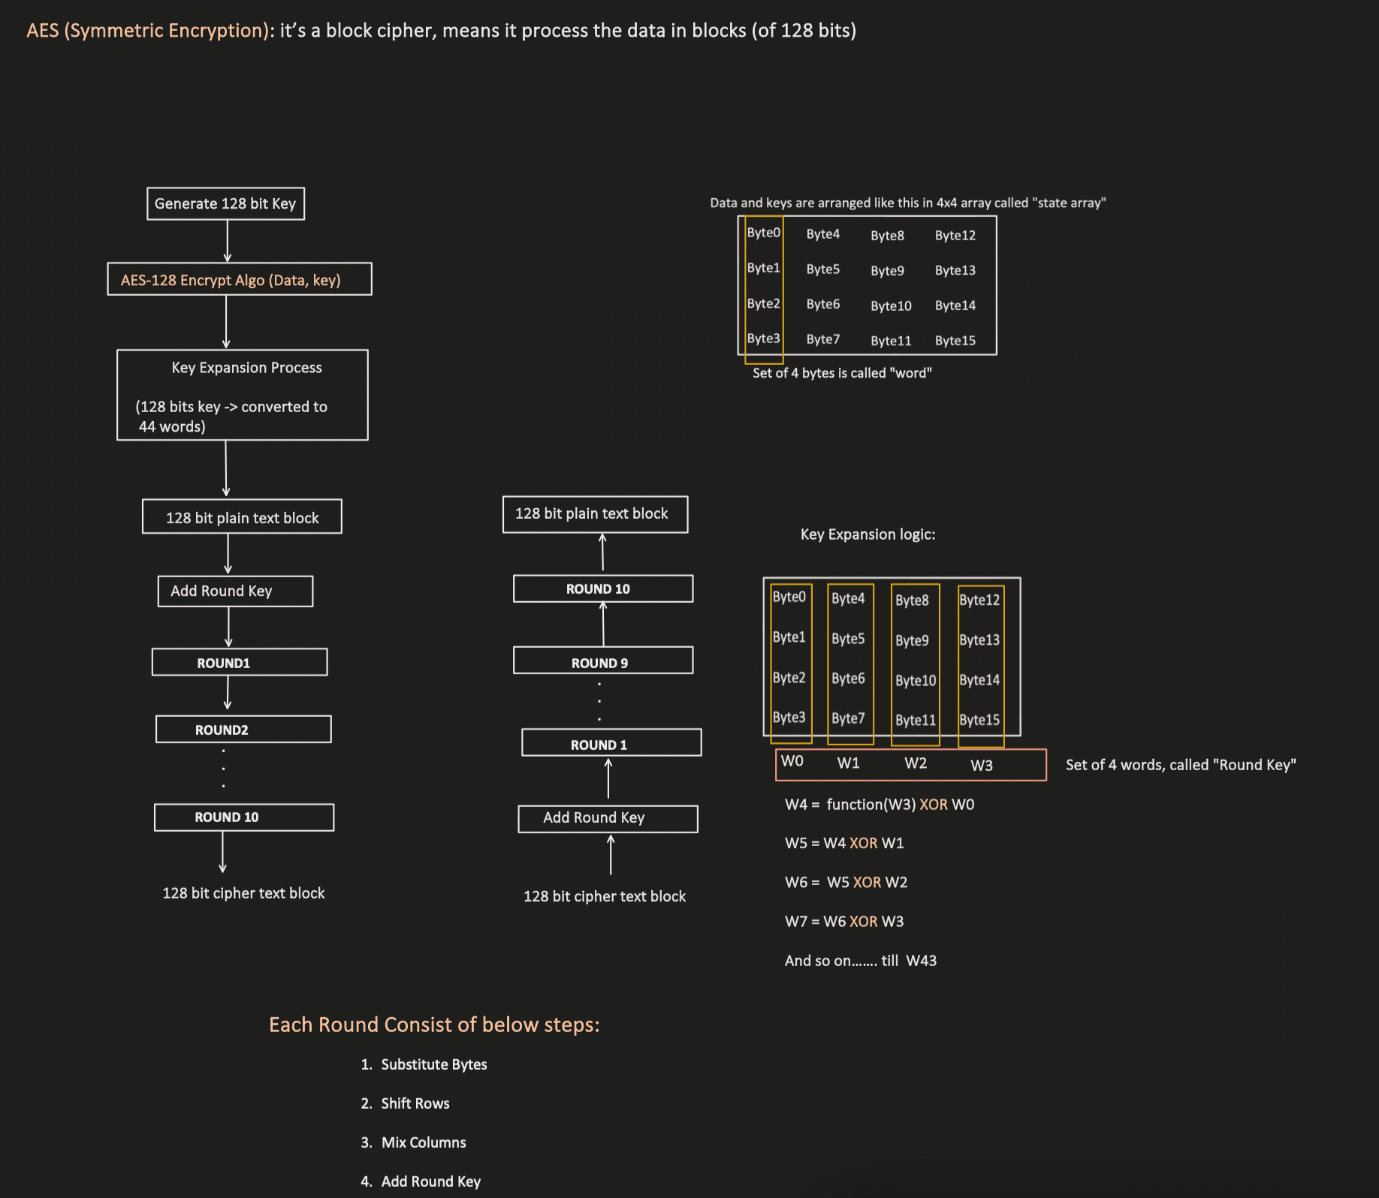 AES (Symmetric Encryption): it's a block cipher, means it process the data in blocks (of 128 bits)
Generate 128 bit Key
AES-128 Encrypt Algo (Data, key)
Key Expansion Process
(128 bits key -> converted to
44 words)
128 bit plain text block
Add Round Key
ROUND1
ROUND2
.
.
.
ROUND 10
128 bit cipher text block
128 bit plain text block
ROUND 10
ROUND 9
.
.
.
ROUND 1
Add Round Key
128 bit cipher text block
Data and keys are arranged like this in 4x4 array called "state array"
Byte0 Byte4 Byte8 Byte12
Byte1 Byte5 Byte9 Byte13
Byte2 Byte6 Byte10 Byte14
Byte3 Byte7 Byte11 Byte15
Set of 4 bytes is called "word"
Key Expansion logic:
Byte0 Byte4 Byte8 Byte12
Byte1 Byte5 Byte9 Byte13
Byte2 Byte6 Byte10 Byte14
Byte3 Byte7 Byte11 Byte15
W0 W1 W2 W3 Set of 4 words, called "Round Key"
W4 = function(W3) XOR W0
W5 = W4 XOR W1
W6 = W5 XOR W2
W7 = W6 XOR W3
And so on....... till W43
Each Round Consist of below steps:
1. Substitute Bytes
2. Shift Rows
3. Mix Columns
4. Add Round Key